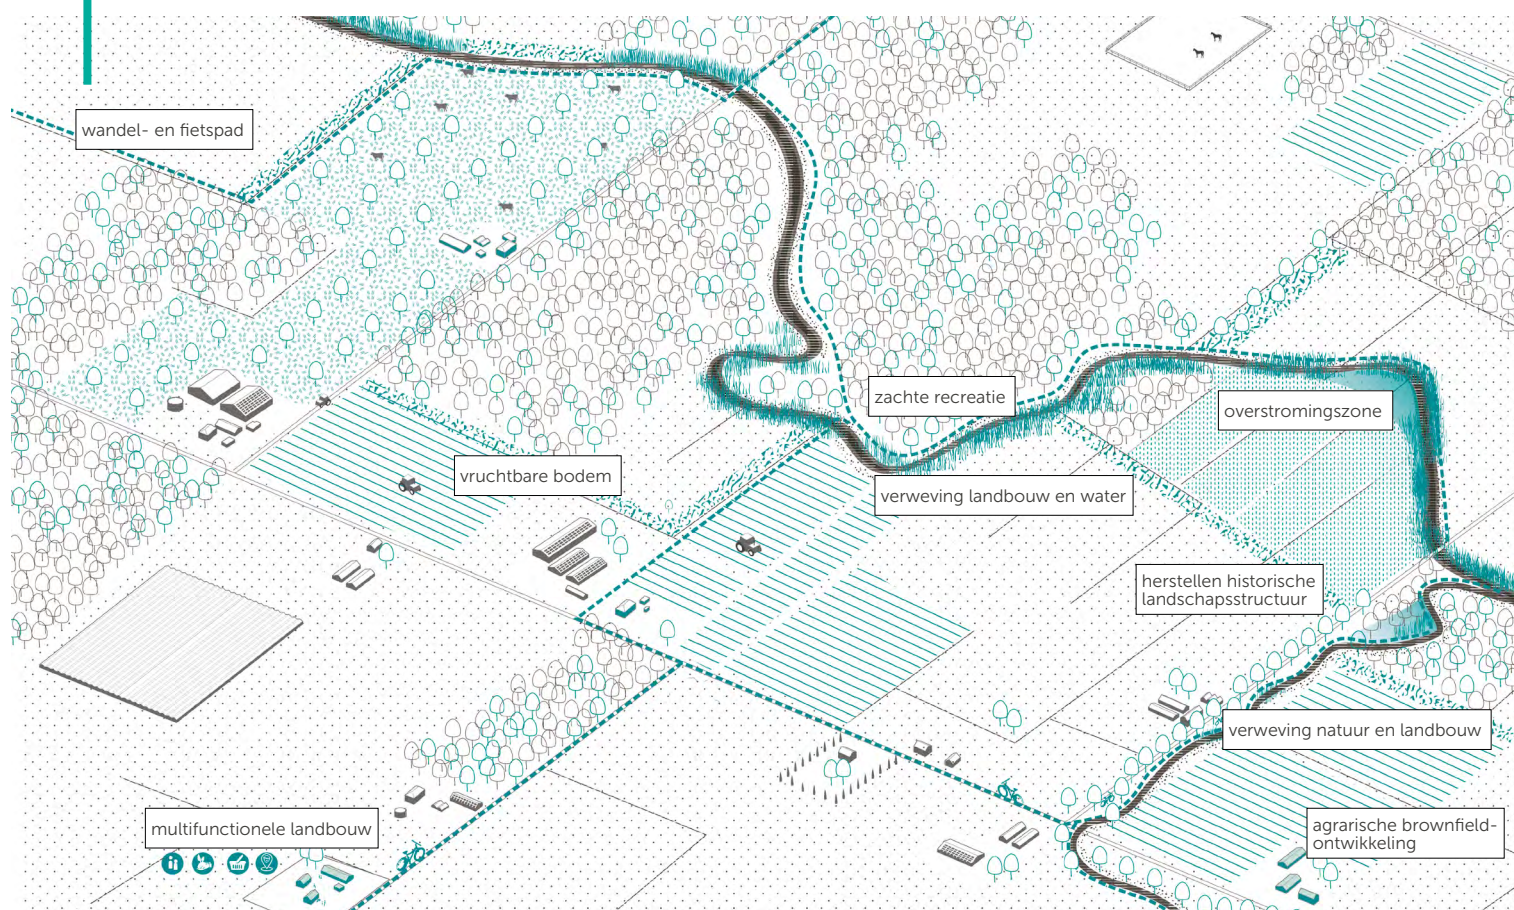 wandel- en fietspad
zachte recreatie
overstromingszone
vruchtbare bodem
verweving landbouw en water
herstellen historische
landschapsstructuur
verweving natuur en landbouw
multifunctionele landbouw
agrarische brownfield-
ontwikkeling